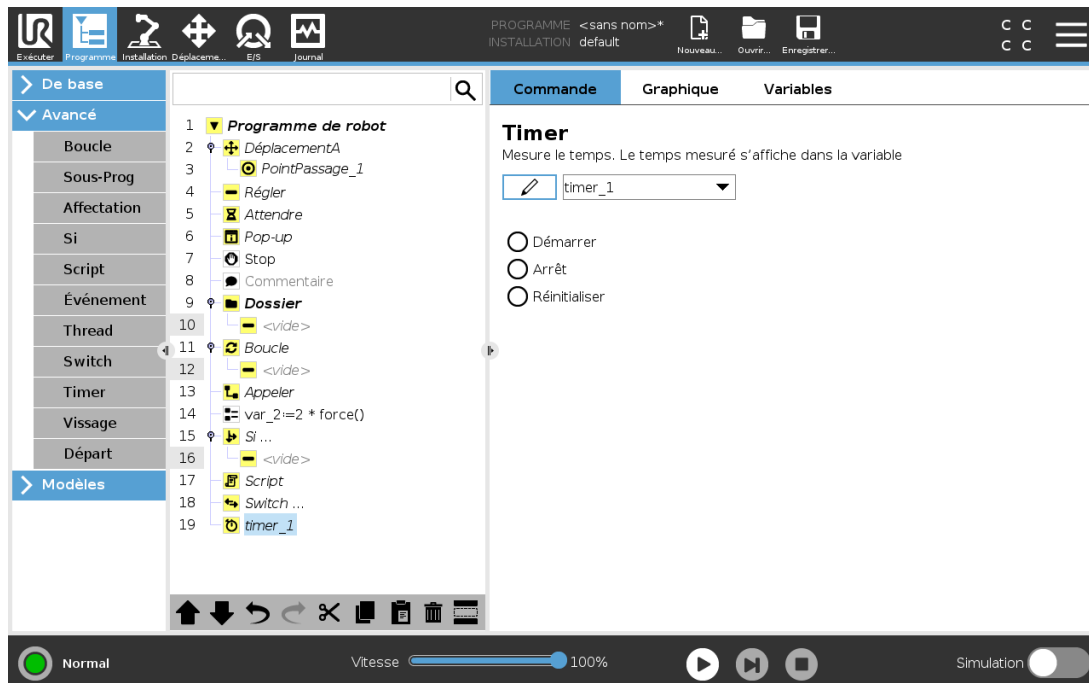 PROGRAMME <sans nom>*
INSTALLATION default
Exécuter Programme Installation Déplaceme... E/S Journal
Nouveau... Ouvrir... Enregistrer...
C C
C C
De base
Avancé
Boucle
Sous-Prog
Affectation
Si
Script
Événement
Thread
Switch
Timer
Vissage
Départ
Modèles
1 Programme de robot
2 DéplacementA
3 PointPassage_1
4 Régler
5 Attendre
6 Pop-up
7 Stop
8 Commentaire
9 Dossier
10 <vide>
11 Boucle
12 <vide>
13 Appeler
14 var_2:=2 * force()
15 Si ...
16 <vide>
17 Script
18 Switch ...
19 timer_1
Commande Graphique Variables
Timer
Mesure le temps. Le temps mesuré s’affiche dans la variable
timer_1
Démarrer
Arrêt
Réinitialiser
Normal
Vitesse 100%
Simulation